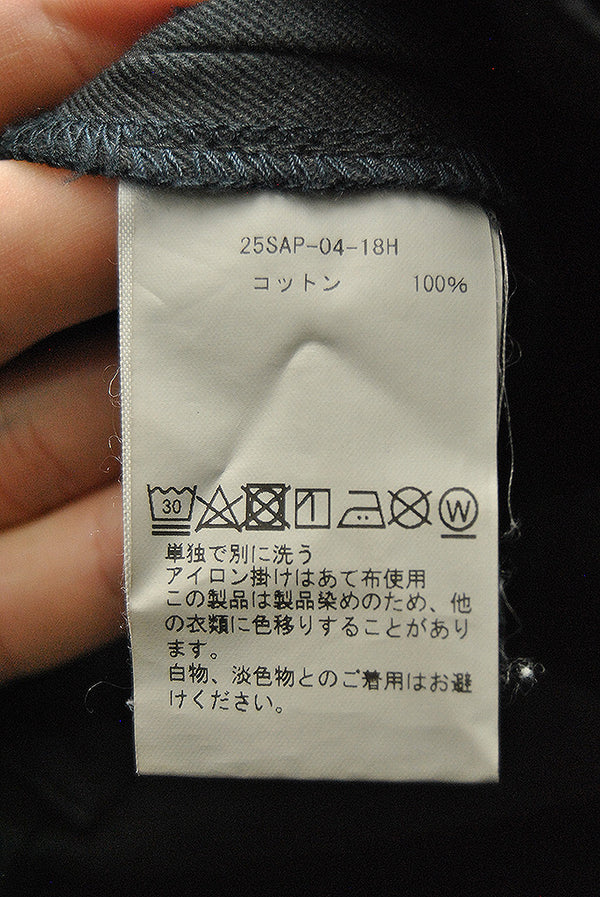 25SAP-04-18H
コットン 100%
30 W
単独で別に洗う
アイロン掛けはあて布使用
この製品は製品染めのため、他
の衣類に色移りすることがあり
ます。
白物、淡色物とのご着用はお避
けください。